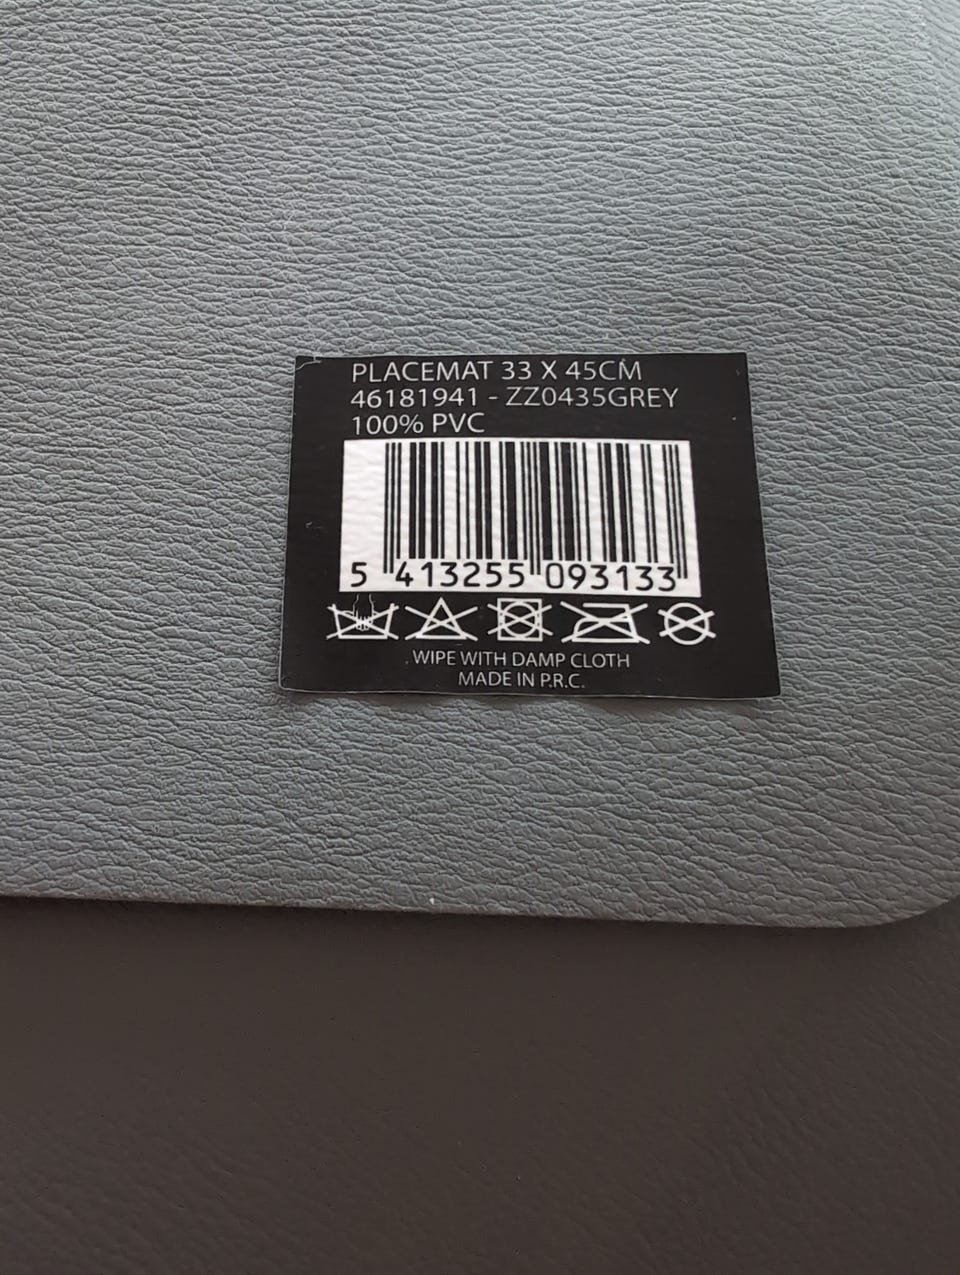 PLACEMAT 33 X 45CM
46181941 - ZZ0435GREY
100% PVC
5 413255 093133
WIPE WITH DAMP CLOTH
MADE IN P.R.C.